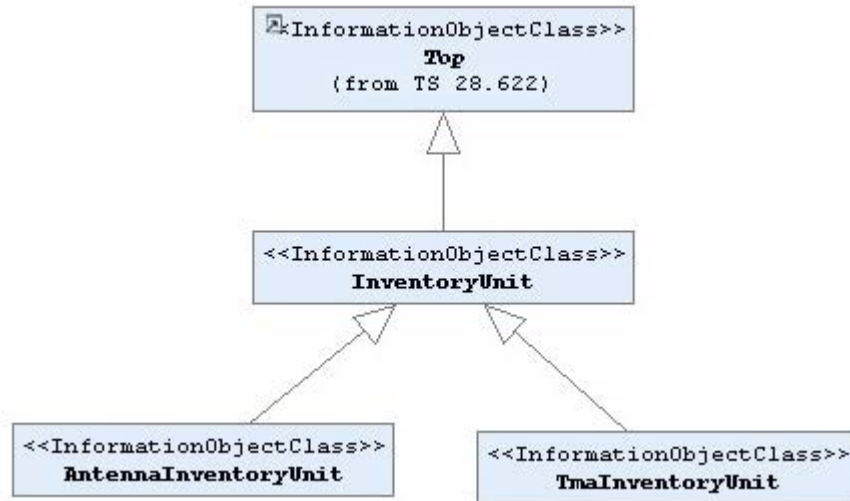 <<InformationObjectClass>>
Top
(from TS 28.622)
<<InformationObjectClass>>
InventoryUnit
<<InformationObjectClass>>
AntennaInventoryUnit
<<InformationObjectClass>>
TmaInventoryUnit